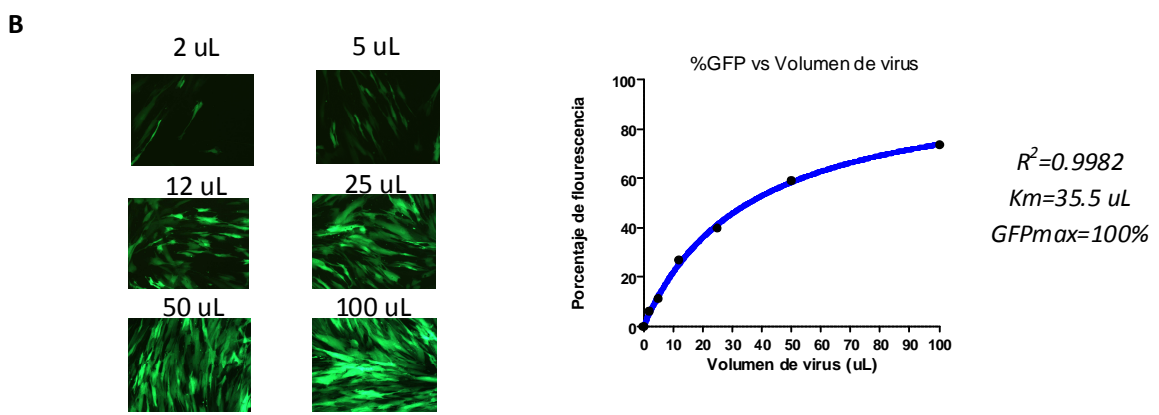 B
2 uL
5 uL
12 uL
25 uL
50 uL
100 uL
%GFP vs Volumen de virus
Porcentaje de flourescencia
100
80
60
40
20
0
0 10 20 30 40 50 60 70 80 90 100
Volumen de virus (uL)
R²=0.9982
Km=35.5 uL
GFPmax=100%